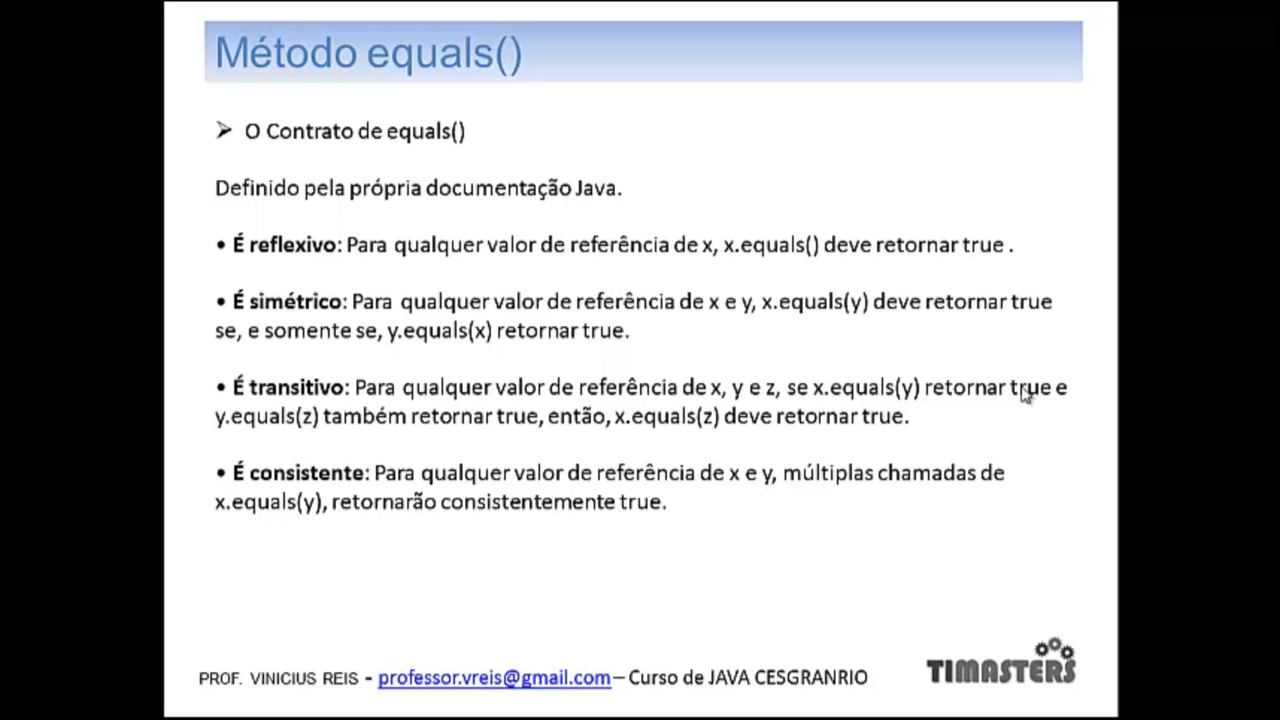 Método equals()
➢ O Contrato de equals()
Definido pela própria documentação Java.
• É reflexivo: Para qualquer valor de referência de x, x.equals() deve retornar true .
• É simétrico: Para qualquer valor de referência de x e y, x.equals(y) deve retornar true
se, e somente se, y.equals(x) retornar true.
• É transitivo: Para qualquer valor de referência de x, y e z, se x.equals(y) retornar true e
y.equals(z) também retornar true, então, x.equals(z) deve retornar true.
• É consistente: Para qualquer valor de referência de x e y, múltiplas chamadas de
x.equals(y), retornarão consistentemente true.
PROF. VINICIUS REIS - professor.vreis@gmail.com – Curso de JAVA CESGRANRIO
TIMASTERS